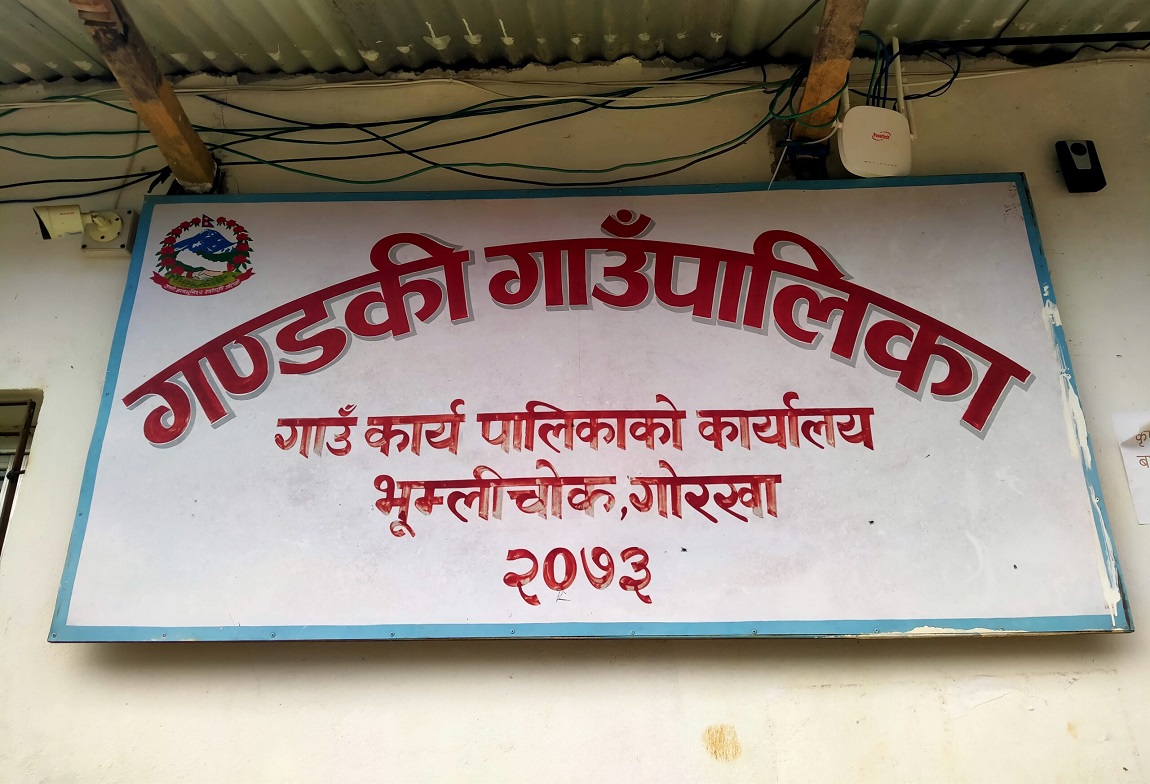 गण्डकी गाउँपालिका
गाउँ कार्य पालिकाको कार्यालय
भूम्लीचोक,गोरखा
२०७३